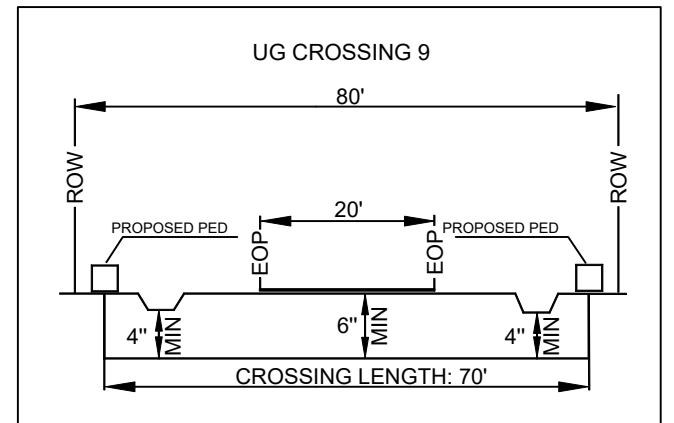 UG CROSSING 9
80'
ROW
ROW
20'
PROPOSED PED
PROPOSED PED
EOP
EOP
4"
MIN
6"
MIN
4"
MIN
CROSSING LENGTH: 70'